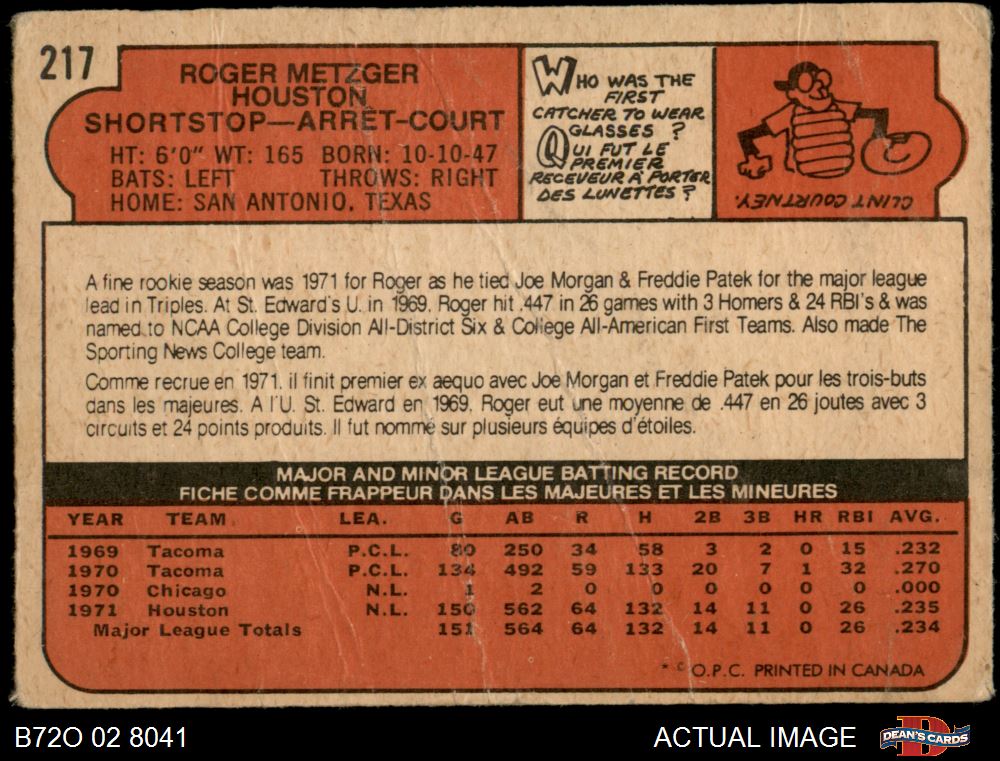 217
ROGER METZGER
HOUSTON
SHORTSTOP—ARRÊT-COURT
HT: 6'0" WT: 165 BORN: 10-10-47
BATS: LEFT THROWS: RIGHT
HOME: SAN ANTONIO, TEXAS
WHO WAS THE
FIRST
CATCHER TO WEAR
GLASSES ?
QUI FUT LE
PREMIER
RECEVEUR À PORTER
DES LUNETTES ?
CLINT COURTNEY.
A fine rookie season was 1971 for Roger as he tied Joe Morgan & Freddie Patek for the major league
lead in Triples. At St. Edward's U. in 1969, Roger hit .447 in 26 games with 3 Homers & 24 RBI's & was
named to NCAA College Division All-District Six & College All-American First Teams. Also made The
Sporting News College team.
Comme recrue en 1971, il finit premier ex aequo avec Joe Morgan et Freddie Patek pour les trois-buts
dans les majeures. A l'U. St. Edward en 1969, Roger eut une moyenne de .447 en 26 joutes avec 3
circuits et 24 points produits. Il fut nommé sur plusieurs équipes d'étoiles.
MAJOR AND MINOR LEAGUE BATTING RECORD
FICHE COMME FRAPPEUR DANS LES MAJEURES ET LES MINEURES
YEAR TEAM LEA. G AB R H 2B 3B HR RBI AVG.
1969 Tacoma P.C.L. 80 250 34 58 3 2 0 15 .232
1970 Tacoma P.C.L. 134 492 59 133 20 7 1 32 .270
1970 Chicago N.L. 1 2 0 0 0 0 0 0 .000
1971 Houston N.L. 150 562 64 132 14 11 0 26 .235
Major League Totals 151 564 64 132 14 11 0 26 .234
* © O.P.C. PRINTED IN CANADA
B72O 02 8041
ACTUAL IMAGE
D
DEAN'S CARDS